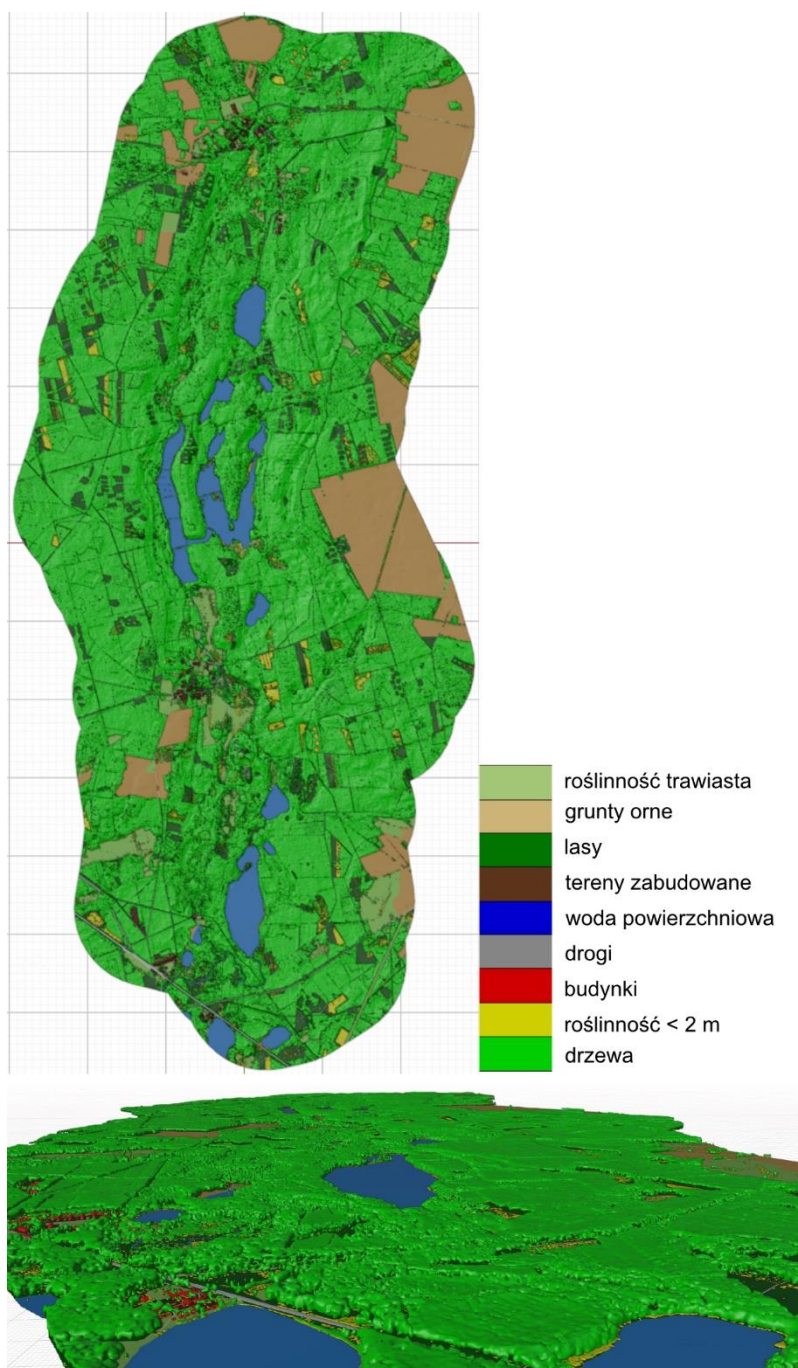 roślinność trawiasta
grunty orne
lasy
tereny zabudowane
woda powierzchniowa
drogi
budynki
roślinność < 2 m
drzewa